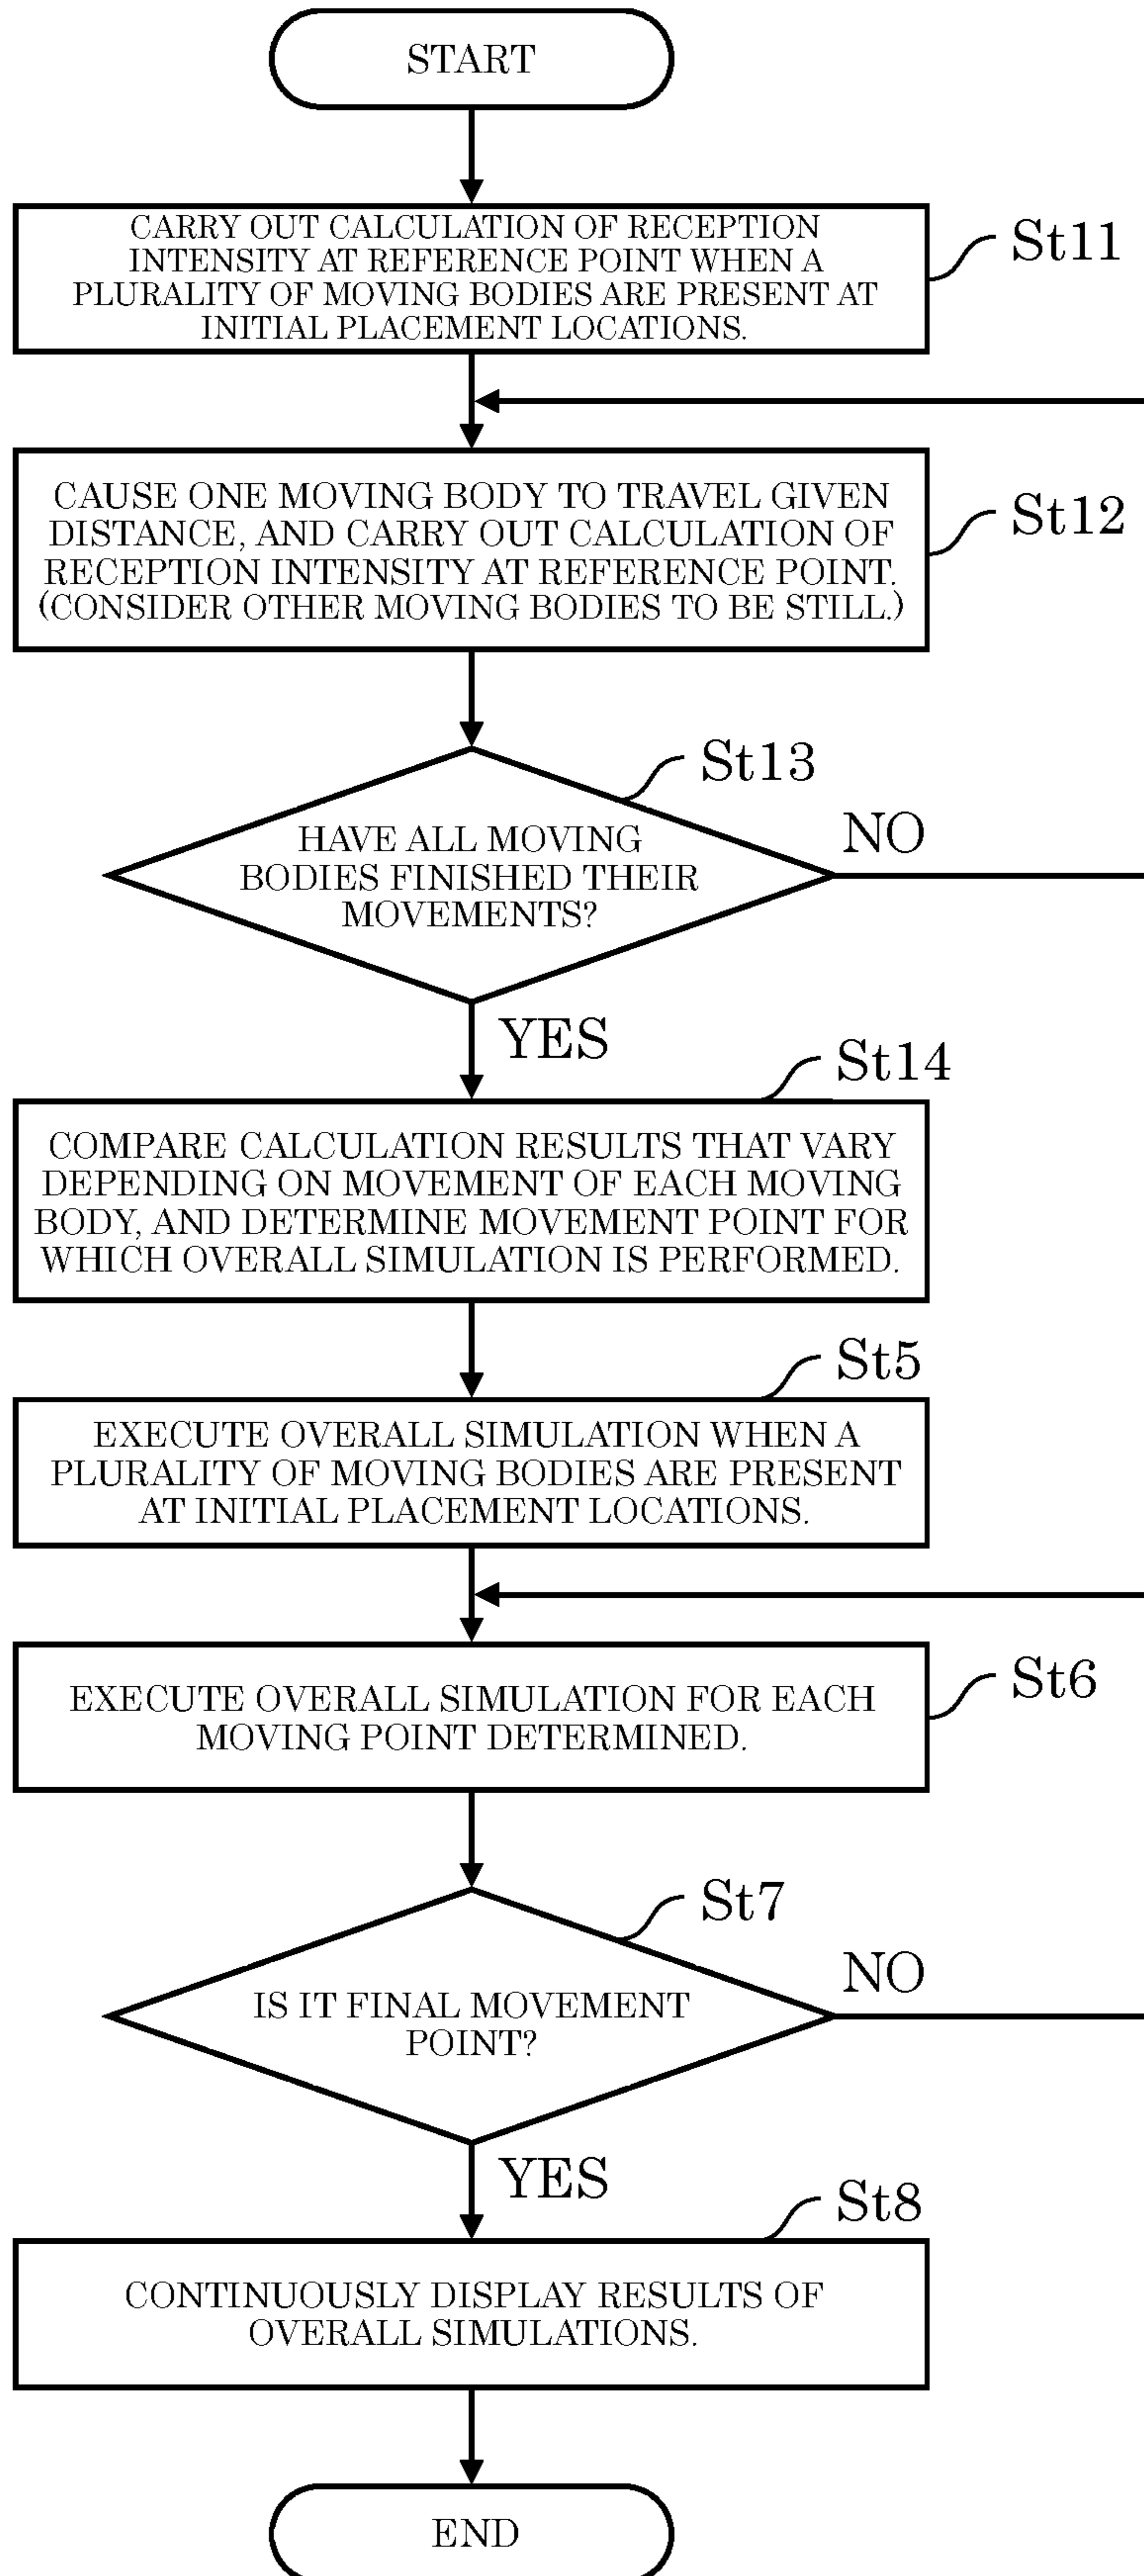 START
CARRY OUT CALCULATION OF RECEPTION
INTENSITY AT REFERENCE POINT WHEN A
PLURALITY OF MOVING BODIES ARE PRESENT AT
INITIAL PLACEMENT LOCATIONS.
St11
CAUSE ONE MOVING BODY TO TRAVEL GIVEN
DISTANCE, AND CARRY OUT CALCULATION OF
RECEPTION INTENSITY AT REFERENCE POINT.
(CONSIDER OTHER MOVING BODIES TO BE STILL.)
St12
St13
HAVE ALL MOVING
BODIES FINISHED THEIR
MOVEMENTS?
NO
YES
St14
COMPARE CALCULATION RESULTS THAT VARY
DEPENDING ON MOVEMENT OF EACH MOVING
BODY, AND DETERMINE MOVEMENT POINT FOR
WHICH OVERALL SIMULATION IS PERFORMED.
St5
EXECUTE OVERALL SIMULATION WHEN A
PLURALITY OF MOVING BODIES ARE PRESENT
AT INITIAL PLACEMENT LOCATIONS.
EXECUTE OVERALL SIMULATION FOR EACH
MOVING POINT DETERMINED.
St6
St7
IS IT FINAL MOVEMENT
POINT?
NO
YES
St8
CONTINUOUSLY DISPLAY RESULTS OF
OVERALL SIMULATIONS.
END